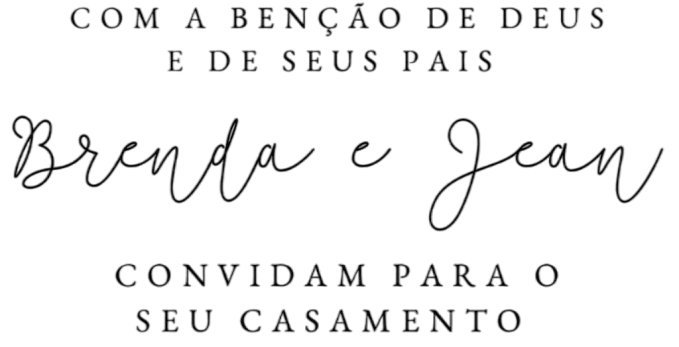 COM A BENÇÃO DE DEUS
E DE SEUS PAIS
Brenda e Jean
CONVIDAM PARA O
SEU CASAMENTO